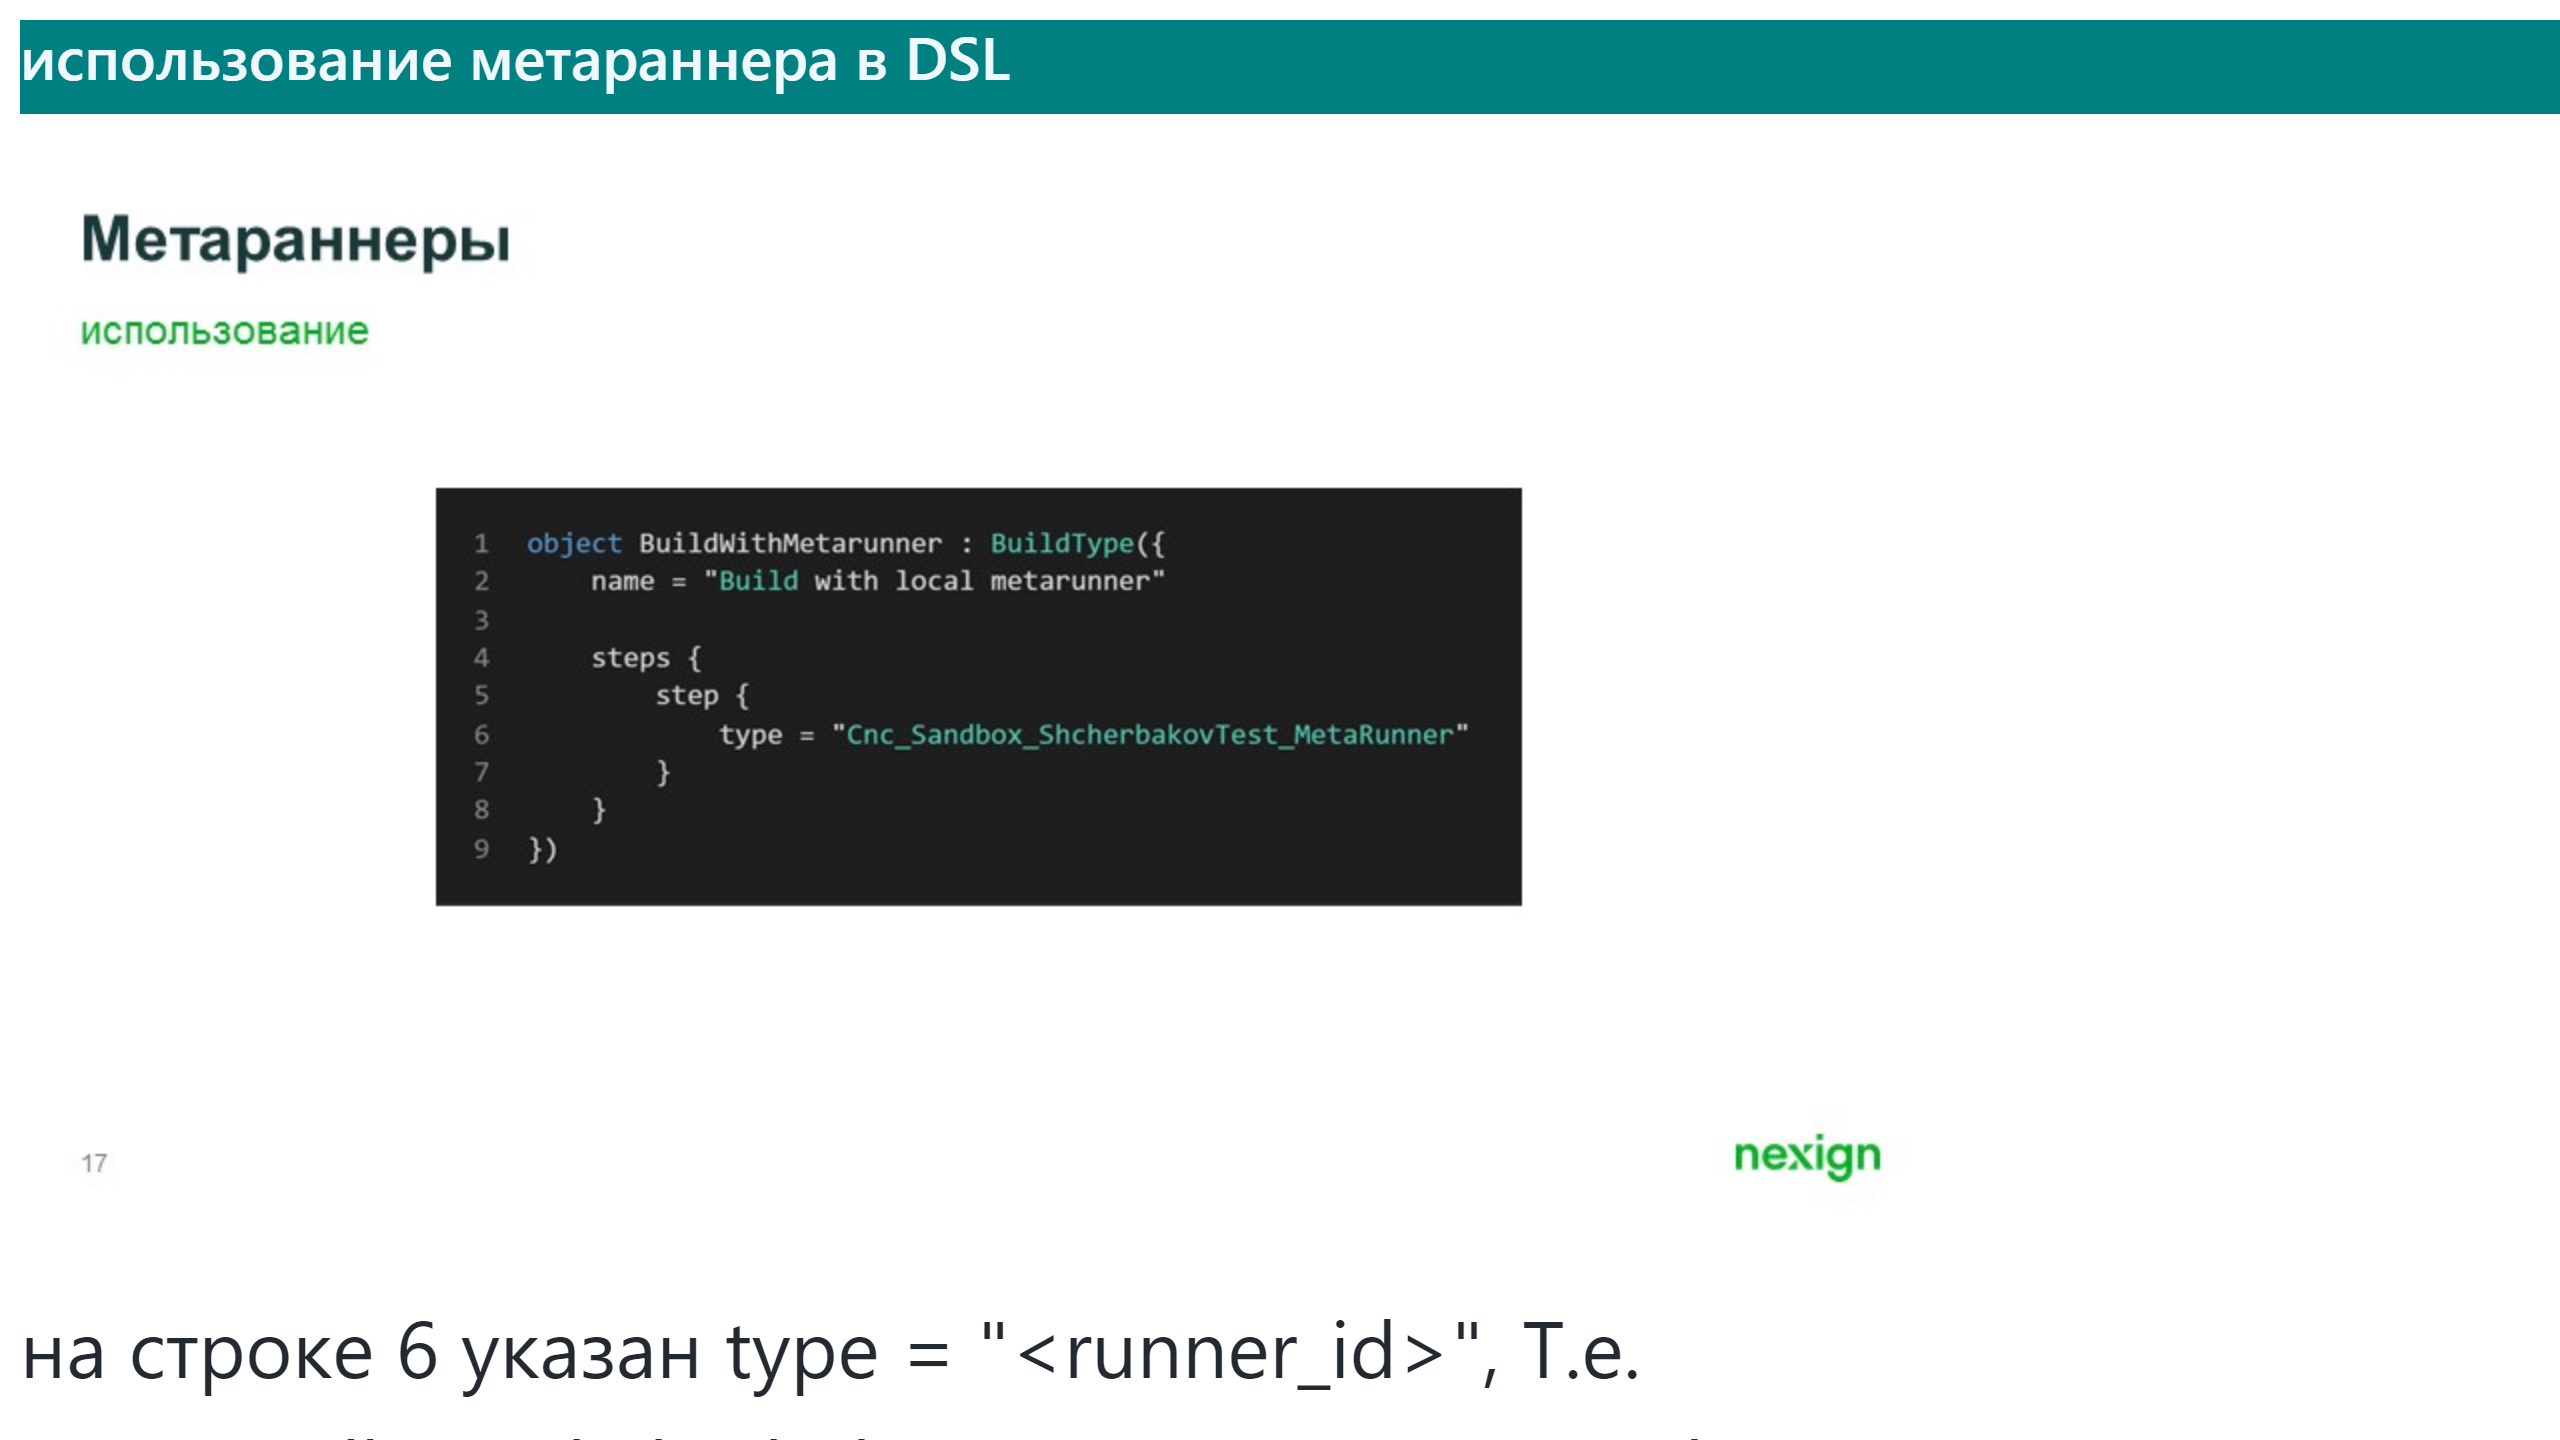 использование метараннера в DSL
Метараннеры
использование
1 object BuildWithMetarunner : BuildType({
2 name = "Build with local metarunner"
3
4 steps {
5 step {
6 type = "Cnc_Sandbox_ShcherbakovTest_MetaRunner"
7 }
8 }
9 })
17
nexign
на строке 6 указан type = "<runner_id>", Т.е.